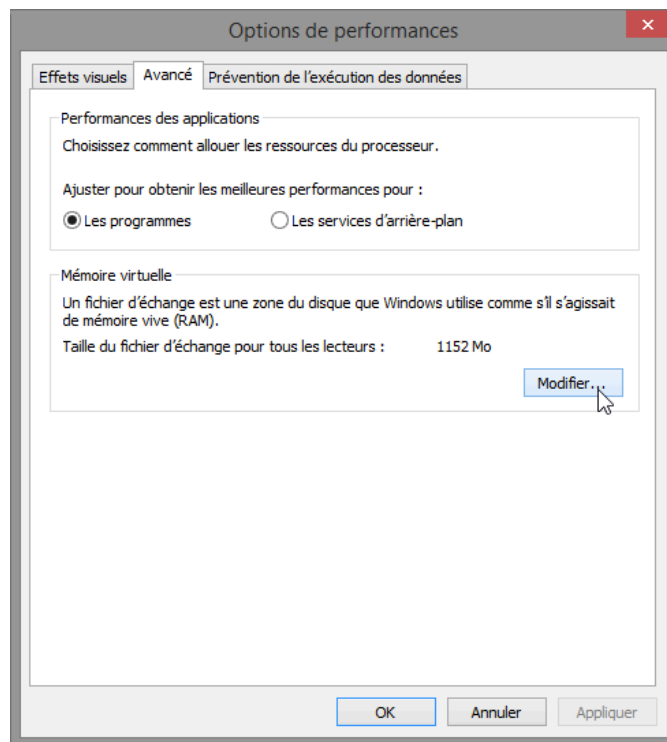 Options de performances
Effets visuels Avancé Prévention de l'exécution des données
Performances des applications
Choisissez comment allouer les ressources du processeur.
Ajuster pour obtenir les meilleures performances pour :
Les programmes Les services d'arrière-plan
Mémoire virtuelle
Un fichier d'échange est une zone du disque que Windows utilise comme s'il s'agissait
de mémoire vive (RAM).
Taille du fichier d'échange pour tous les lecteurs : 1152 Mo
Modifier...
OK Annuler Appliquer